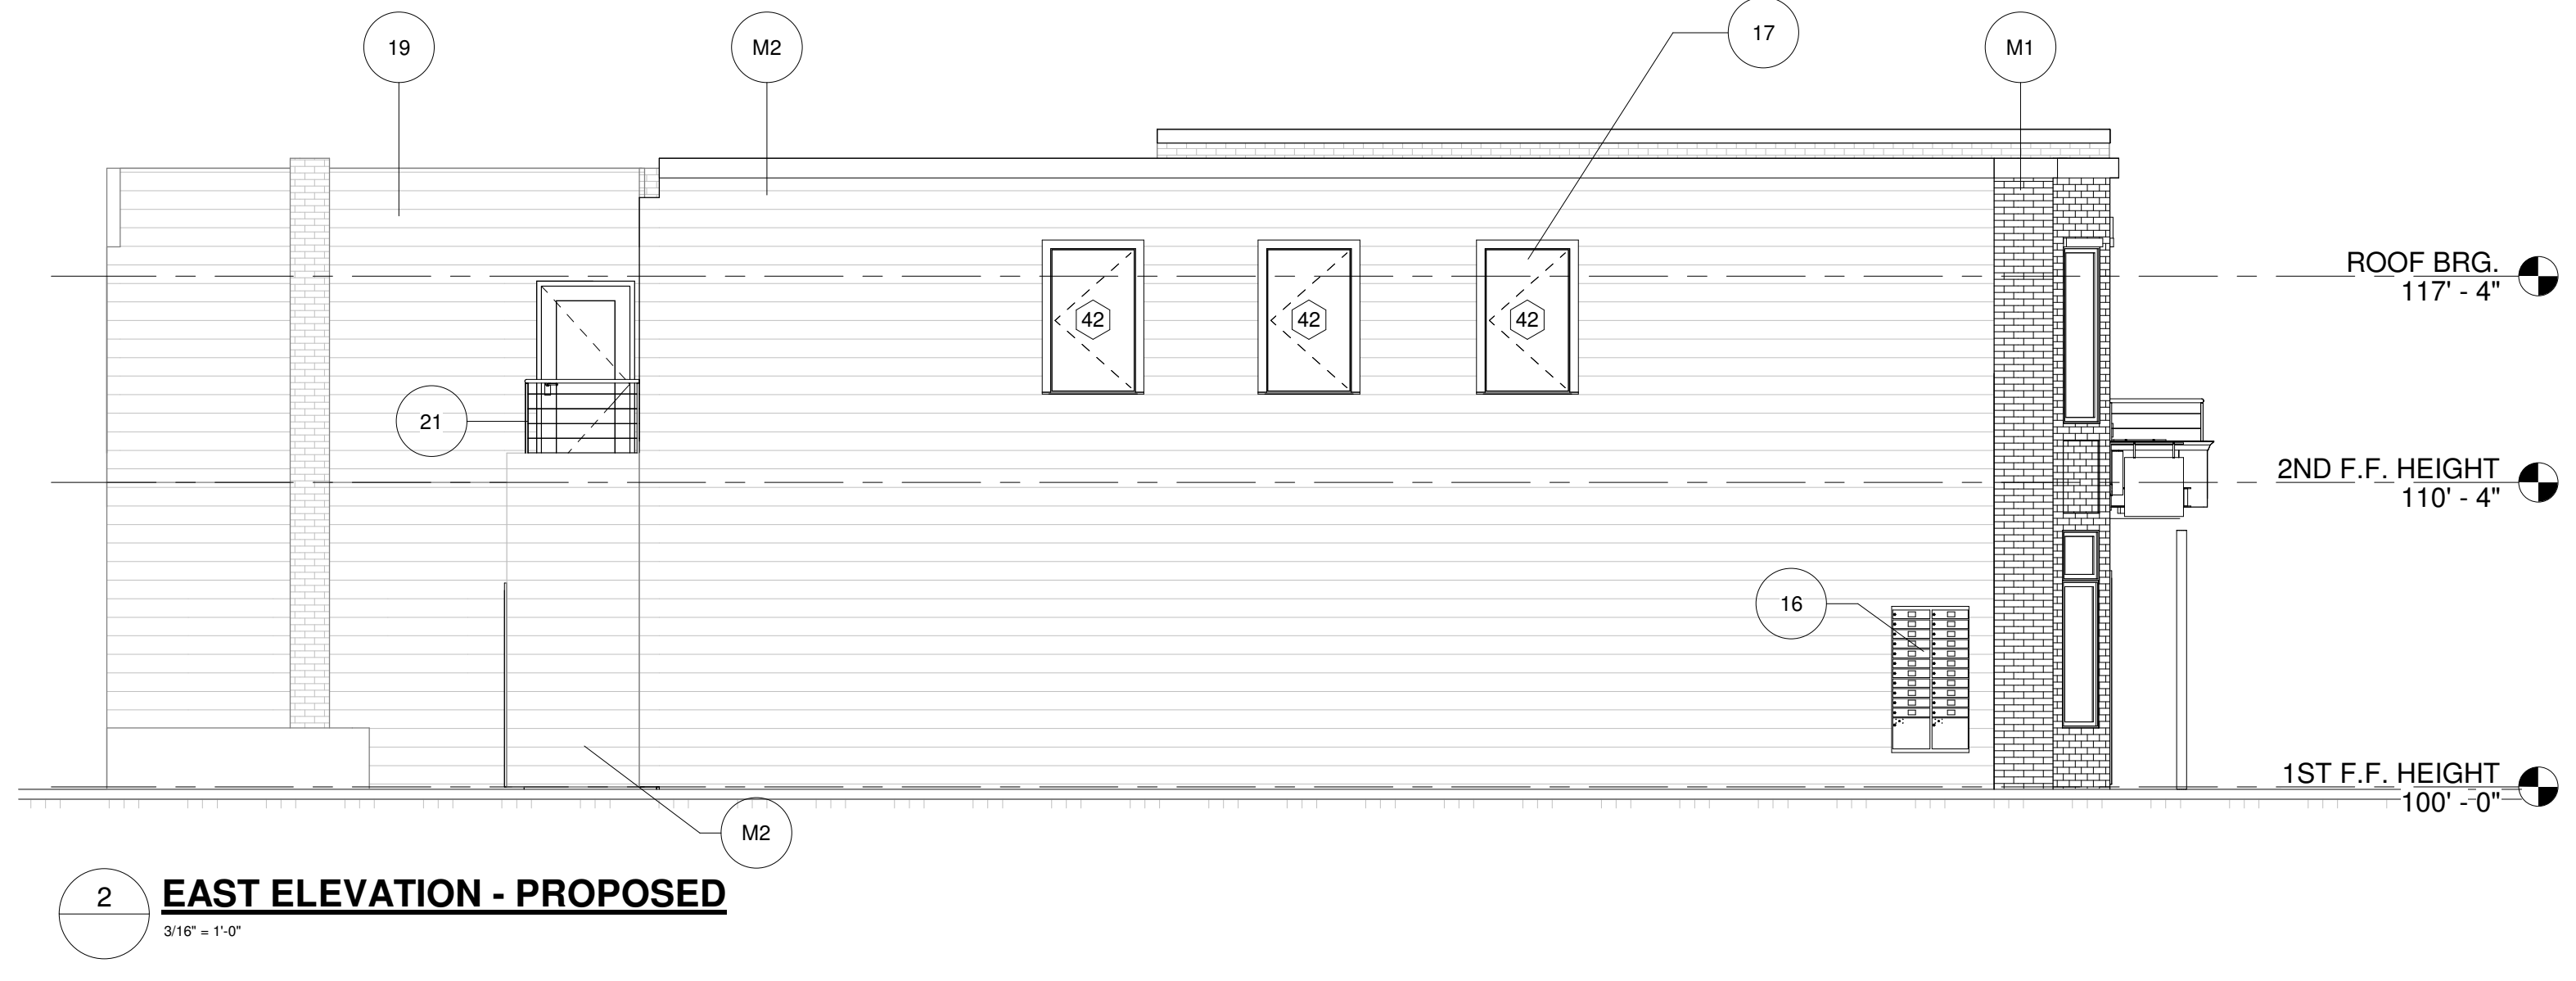 19
M2
17
M1
ROOF BRG.
117' - 4"
42
42
42
21
2ND F.F. HEIGHT
110' - 4"
16
1ST F.F. HEIGHT
100' - 0"
M2
2
EAST ELEVATION - PROPOSED
3/16" = 1'-0"